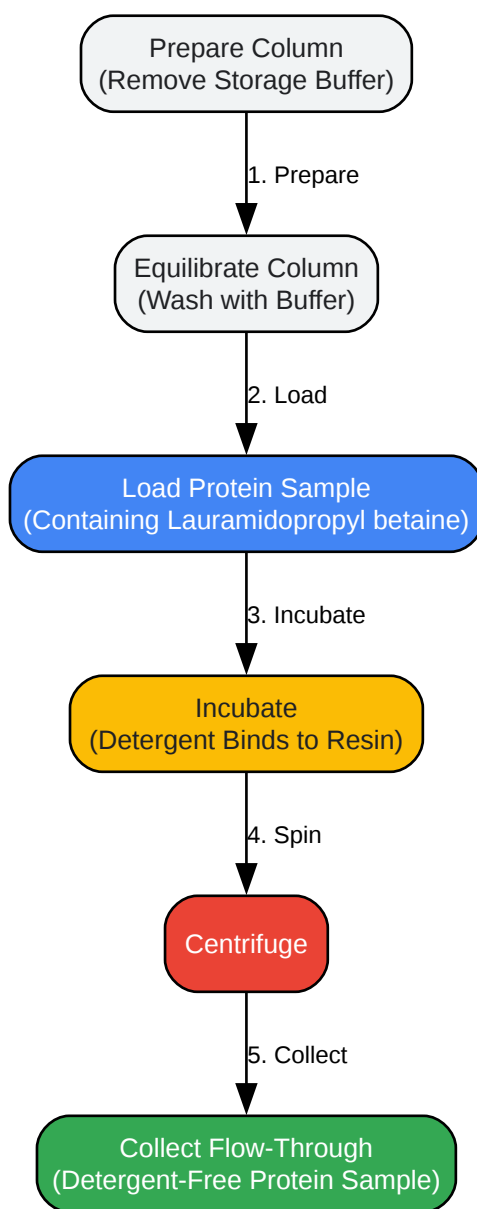 Prepare Column
(Remove Storage Buffer)
1. Prepare
Equilibrate Column
(Wash with Buffer)
2. Load
Load Protein Sample
(Containing Lauramidopropyl betaine)
3. Incubate
Incubate
(Detergent Binds to Resin)
4. Spin
Centrifuge
5. Collect
Collect Flow-Through
(Detergent-Free Protein Sample)